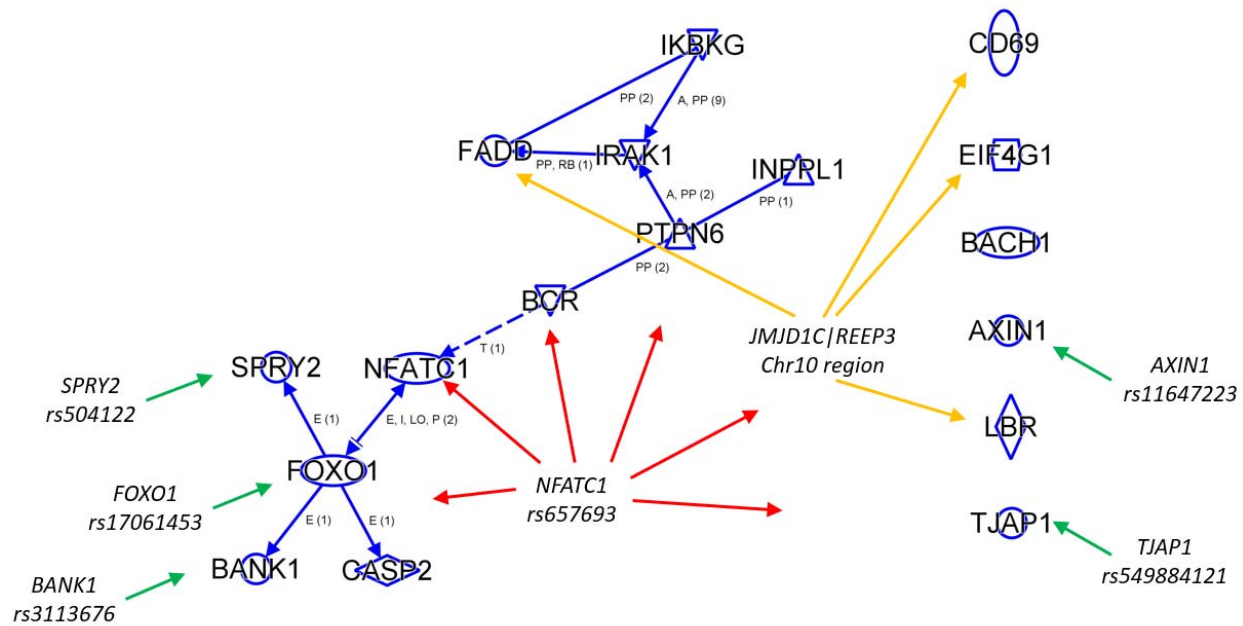 IKBKG
CD69
PP (2)
A, PP (9)
FADD
PP, RB (1)
IRAK1
INPPL1
EIF4G1
A, PP (2)
PP (1)
PTPN6
BACH1
PP (2)
BCR
JMJD1C|REEP3
Chr10 region
AXIN1
T (1)
SPRY2
NFATC1
AXIN1
rs11647223
SPRY2
rs504122
E (1)
E, I, LO, P (2)
LBR
FOXO1
NFATC1
rs657693
FOXO1
rs17061453
E (1)
E (1)
TJAP1
BANK1
CASP2
TJAP1
rs549884121
BANK1
rs3113676